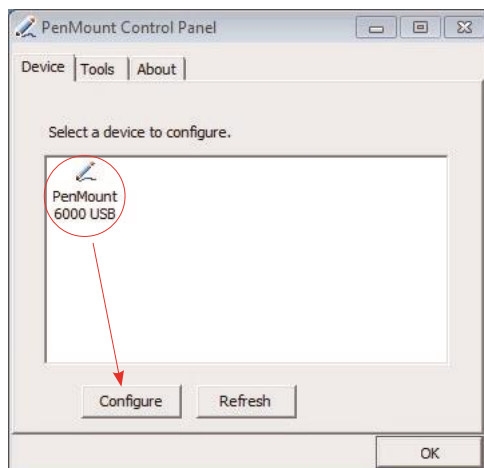 PenMount Control Panel
Device Tools About
Select a device to configure.
PenMount
6000 USB
Configure Refresh
OK